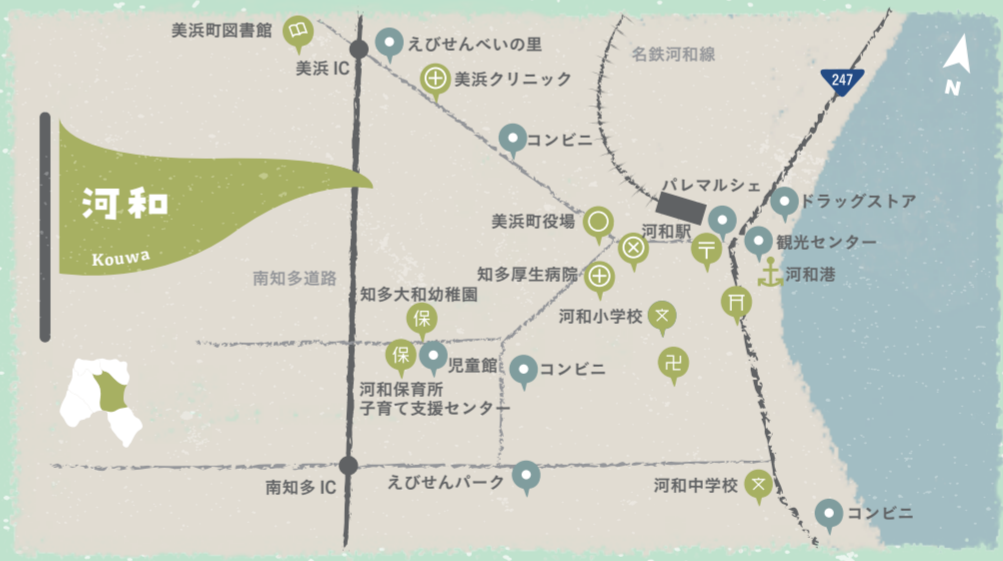 美浜町図書館
えびせんべいの里
美浜 IC
美浜クリニック
名鉄河和線
247
N
コンビニ
河和
Kouwa
パレマルシェ
ドラッグストア
美浜町役場
河和駅
観光センター
南知多道路
知多厚生病院
河和港
知多大和幼稚園
保
河和小学校
文
卍
保
児童館
コンビニ
河和保育所
子育て支援センター
南知多 IC
えびせんパーク
河和中学校
文
コンビニ